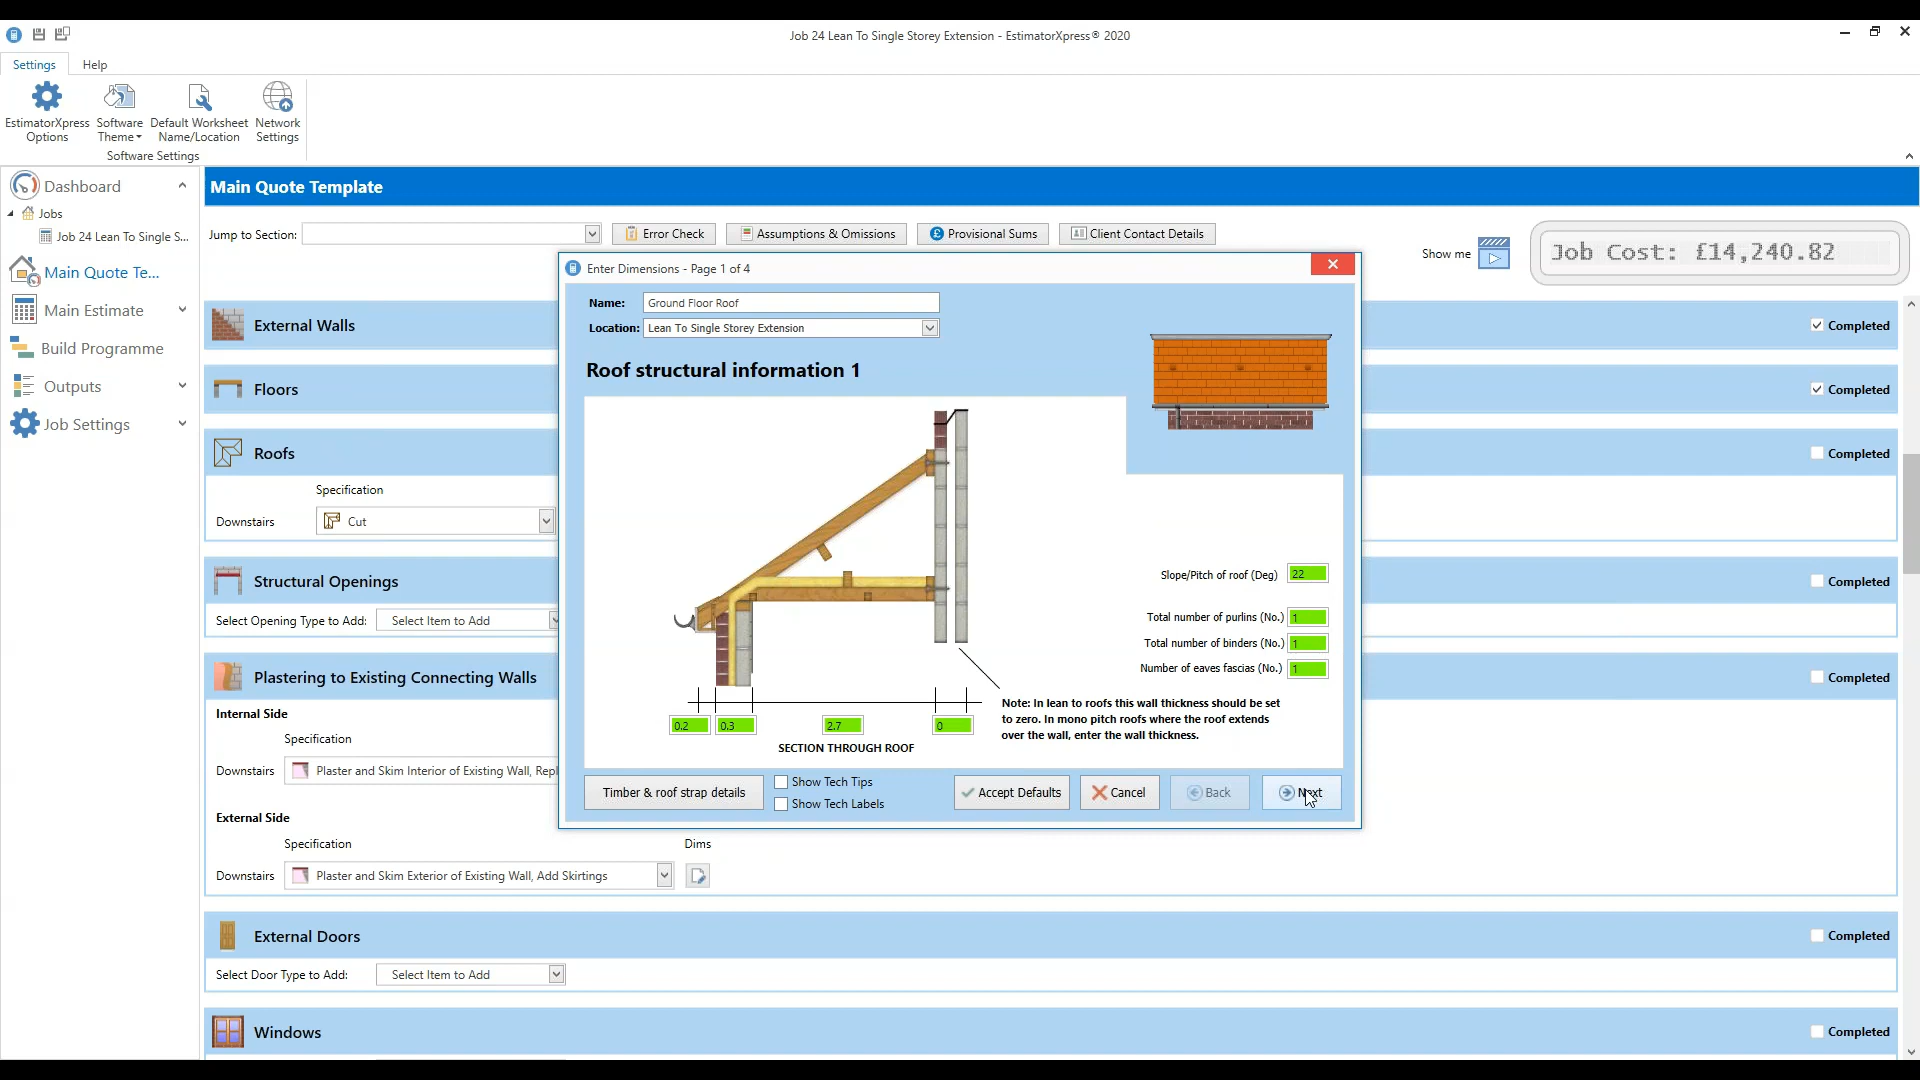 Job 24 Lean To Single Storey Extension - EstimatorXpress® 2020
Settings
Help
EstimatorXpress Options
Software Theme
Default Worksheet Name/Location
Network Settings
Software Settings
Dashboard
Jobs
Job 24 Lean To Single S...
Main Quote Te...
Main Estimate
Build Programme
Outputs
Job Settings
Main Quote Template
Jump to Section:
Error Check
Assumptions & Omissions
Provisional Sums
Client Contact Details
Show me
Job Cost: £14,240.82
External Walls
Completed
Floors
Completed
Roofs
Completed
Specification
Downstairs
Cut
Structural Openings
Completed
Select Opening Type to Add:
Select Item to Add
Plastering to Existing Connecting Walls
Completed
Internal Side
Specification
Downstairs
Plaster and Skim Interior of Existing Wall, Repl
External Side
Specification
Dims
Downstairs
Plaster and Skim Exterior of Existing Wall, Add Skirtings
External Doors
Completed
Select Door Type to Add:
Select Item to Add
Windows
Completed
Enter Dimensions - Page 1 of 4
Name:
Ground Floor Roof
Location:
Lean To Single Storey Extension
Roof structural information 1
Slope/Pitch of roof (Deg)
22
Total number of purlins (No.)
1
Total number of binders (No.)
1
Number of eaves fascias (No.)
1
Note: In lean to roofs this wall thickness should be set
to zero. In mono pitch roofs where the roof extends
over the wall, enter the wall thickness.
0.2
0.3
2.7
0
SECTION THROUGH ROOF
Timber & roof strap details
Show Tech Tips
Show Tech Labels
Accept Defaults
Cancel
Back
Next